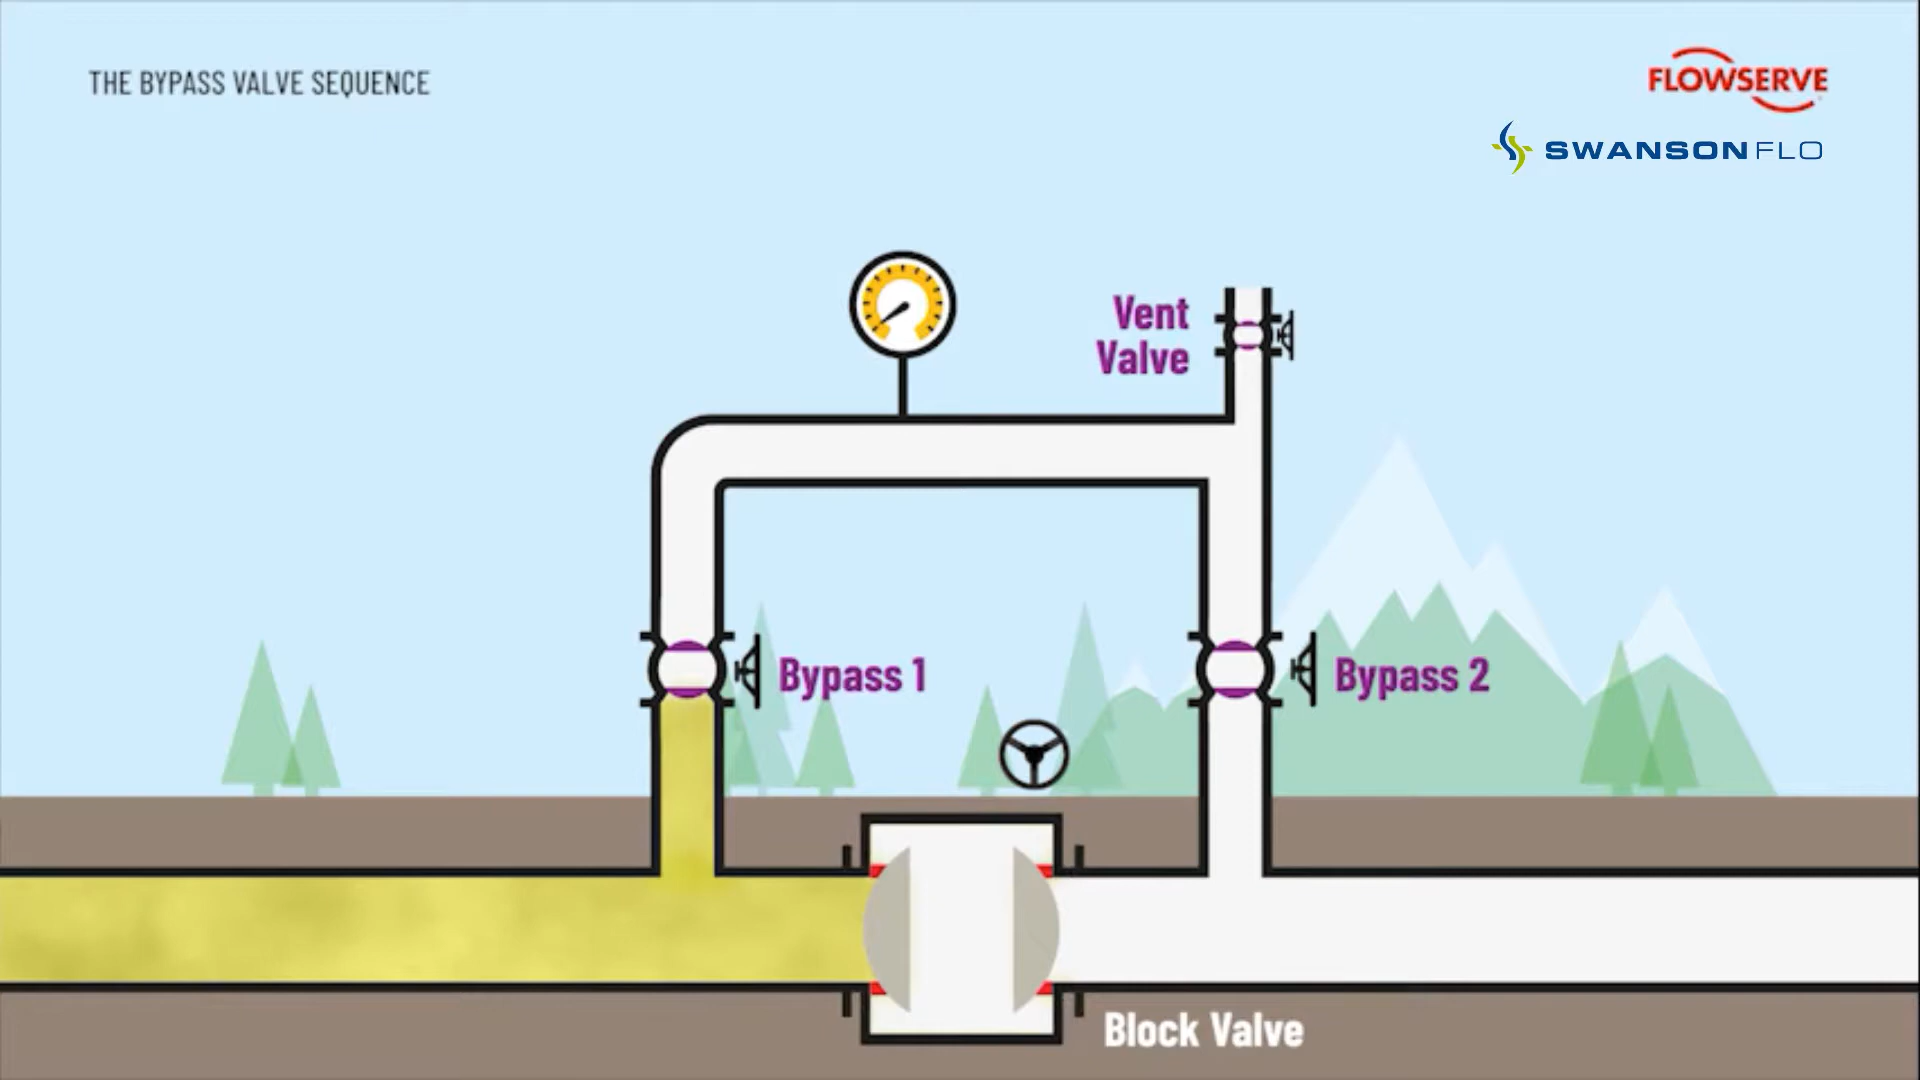 THE BYPASS VALVE SEQUENCE
FLOWSERVE
SWANSONFLO
Vent
Valve
Bypass 1
Bypass 2
Block Valve